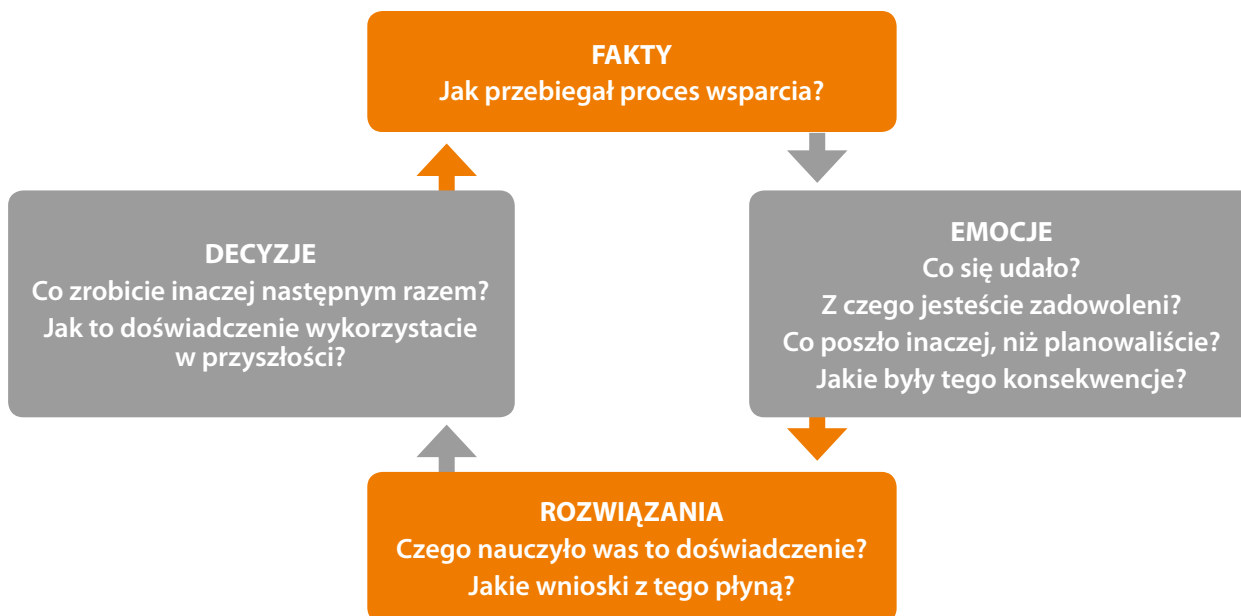 FAKTY
Jak przebiegał proces wsparcia?
EMOCJE
Co się udało?
Z czego jesteście zadowoleni?
Co poszło inaczej, niż planowaliście?
Jakie były tego konsekwencje?
ROZWIĄZANIA
Czego nauczyło was to doświadczenie?
Jakie wnioski z tego płyną?
DECYZJE
Co zrobicie inaczej następnym razem?
Jak to doświadczenie wykorzystacie
w przyszłości?